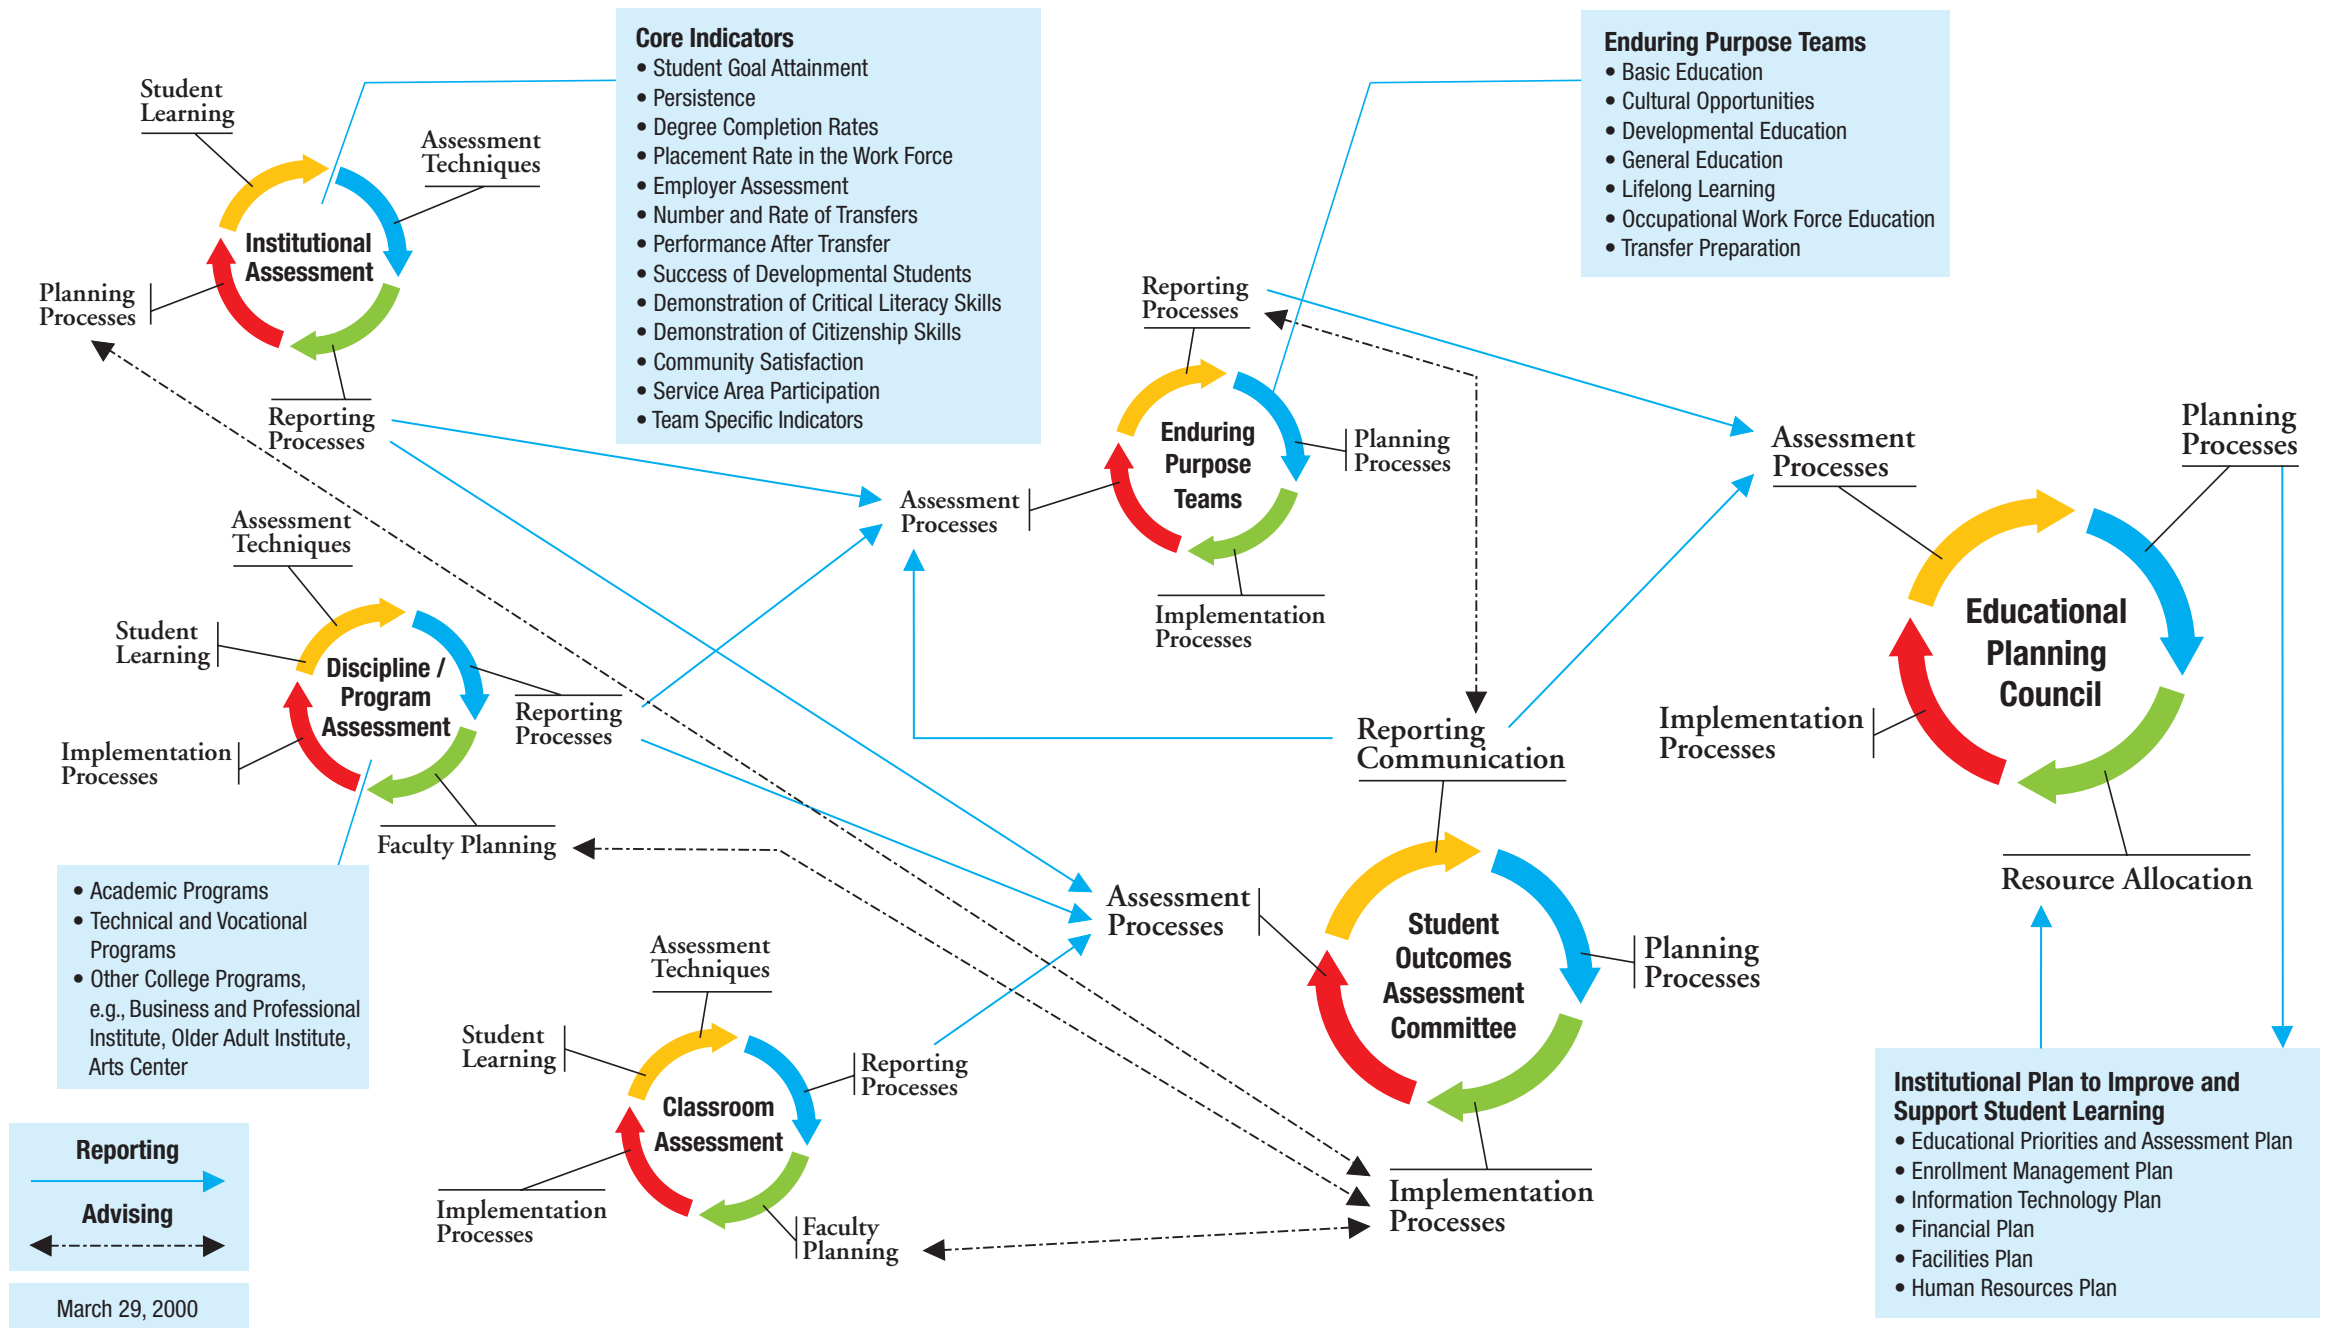 Core Indicators
• Student Goal Attainment
• Persistence
• Degree Completion Rates
• Placement Rate in the Work Force
• Employer Assessment
• Number and Rate of Transfers
• Performance After Transfer
• Success of Developmental Students
• Demonstration of Critical Literacy Skills
• Demonstration of Citizenship Skills
• Community Satisfaction
• Service Area Participation
• Team Specific Indicators
Enduring Purpose Teams
• Basic Education
• Cultural Opportunities
• Developmental Education
• General Education
• Lifelong Learning
• Occupational Work Force Education
• Transfer Preparation
Student
Learning
Assessment
Techniques
Institutional
Assessment
Planning
Processes
Reporting
Processes
Reporting
Processes
Enduring
Purpose
Teams
Planning
Processes
Assessment
Processes
Implementation
Processes
Assessment
Processes
Planning
Processes
Educational
Planning
Council
Implementation
Processes
Resource Allocation
Assessment
Techniques
Student
Learning
Discipline /
Program
Assessment
Reporting
Processes
Implementation
Processes
Faculty Planning
• Academic Programs
• Technical and Vocational
Programs
• Other College Programs,
e.g., Business and Professional
Institute, Older Adult Institute,
Arts Center
Reporting
Communication
Assessment
Processes
Student
Outcomes
Assessment
Committee
Planning
Processes
Implementation
Processes
Assessment
Techniques
Student
Learning
Classroom
Assessment
Reporting
Processes
Implementation
Processes
Faculty
Planning
Institutional Plan to Improve and
Support Student Learning
• Educational Priorities and Assessment Plan
• Enrollment Management Plan
• Information Technology Plan
• Financial Plan
• Facilities Plan
• Human Resources Plan
Reporting
Advising
March 29, 2000